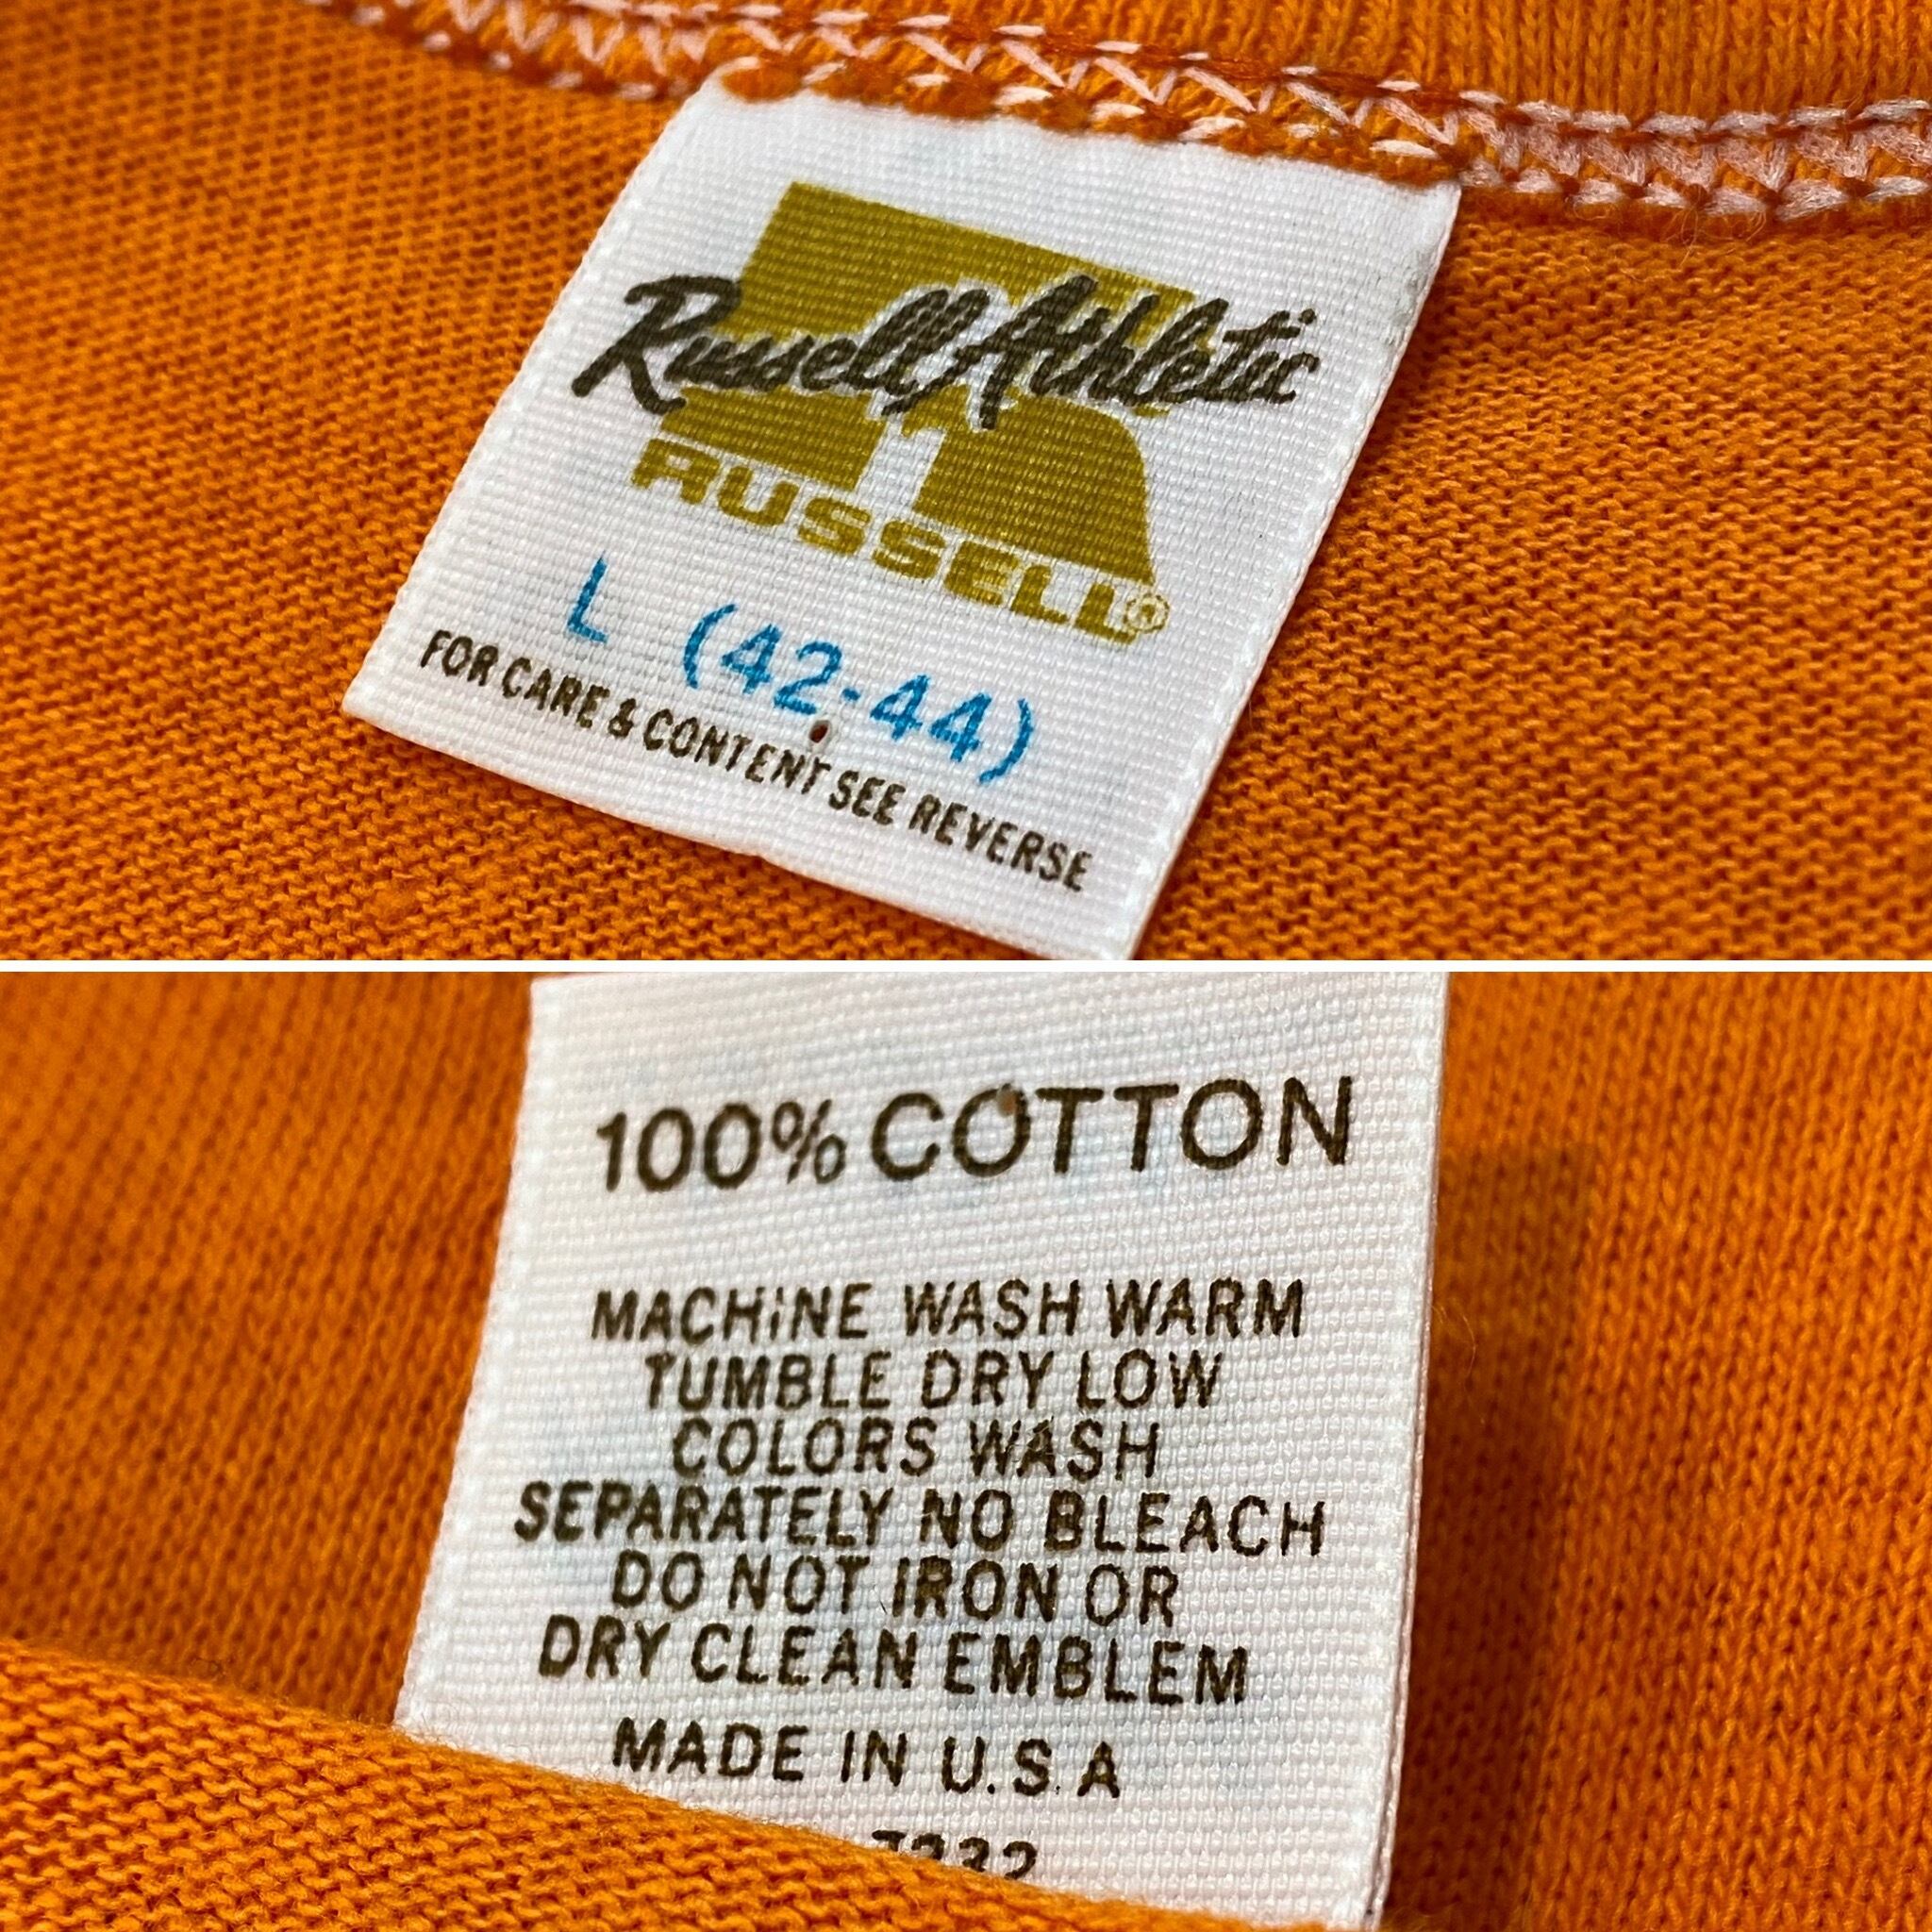 Russell Athletic
RUSSELL®
L (42-44)
FOR CARE & CONTENT SEE REVERSE
100% COTTON
MACHINE WASH WARM
TUMBLE DRY LOW
COLORS WASH
SEPARATELY NO BLEACH
DO NOT IRON OR
DRY CLEAN EMBLEM
MADE IN U.S.A